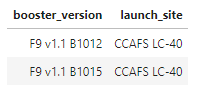 booster_version launch_site
F9 v1.1 B1012 CCAFS LC-40
F9 v1.1 B1015 CCAFS LC-40